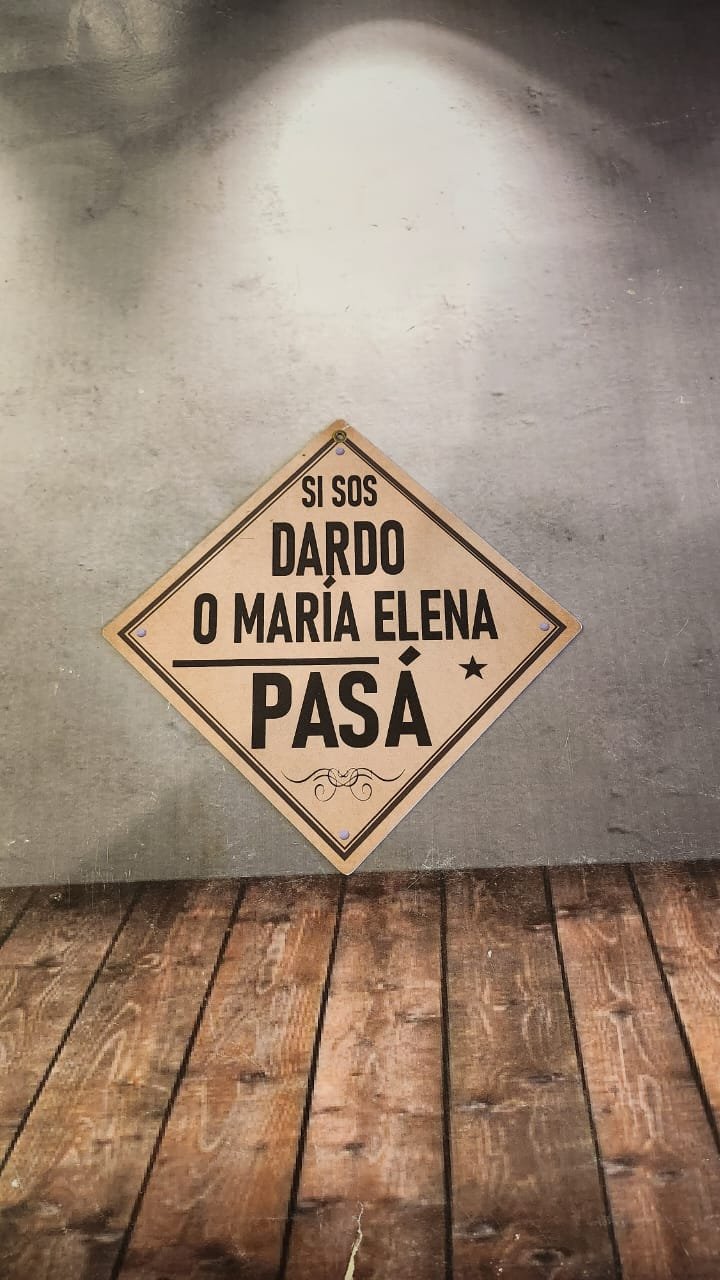 SI SOS
DARDO
O MARÍA ELENA
PASÁ